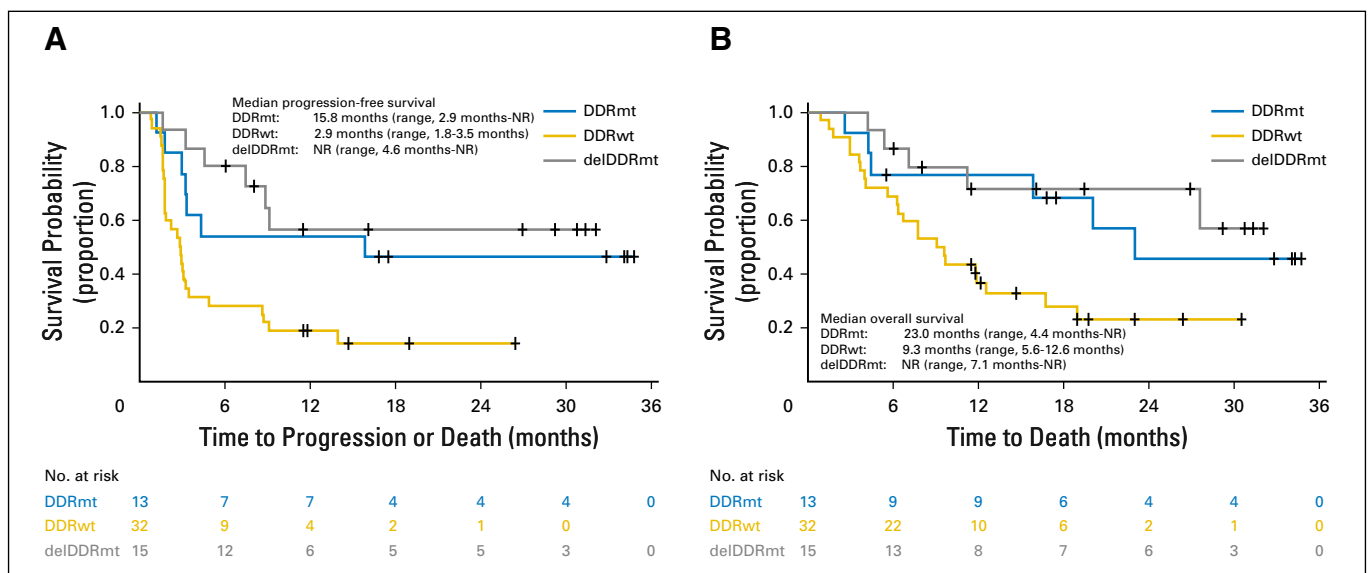 A
Median progression-free survival
DDRmt: 15.8 months (range, 2.9 months-NR)
DDRwt: 2.9 months (range, 1.8-3.5 months)
delDDRmt: NR (range, 4.6 months-NR)
DDRmt
DDRwt
delDDRmt
Survival Probability
(proportion)
1.0
0.8
0.6
0.4
0.2
0 6 12 18 24 30 36
Time to Progression or Death (months)
No. at risk
DDRmt 13 7 7 4 4 4 0
DDRwt 32 9 4 2 1 0
delDDRmt 15 12 6 5 5 3 0
B
DDRmt
DDRwt
delDDRmt
Survival Probability
(proportion)
1.0
0.8
0.6
0.4
0.2
Median overall survival
DDRmt: 23.0 months (range, 4.4 months-NR)
DDRwt: 9.3 months (range, 5.6-12.6 months)
delDDRmt: NR (range, 7.1 months-NR)
0 6 12 18 24 30 36
Time to Death (months)
No. at risk
DDRmt 13 9 9 6 4 4 0
DDRwt 32 22 10 6 2 1 0
delDDRmt 15 13 8 7 6 3 0